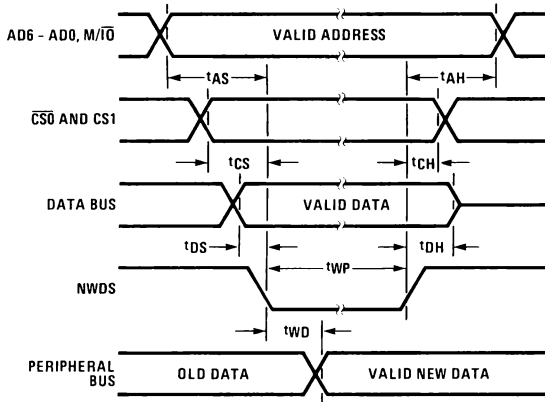 AD6 – AD0, M/IO̅
VALID ADDRESS
tAS
tAH
C̅S̅0̅ AND CS1
tCS
tCH
DATA BUS
VALID DATA
tDS
tDH
tWP
NWDS
tWD
PERIPHERAL
BUS
OLD DATA
VALID NEW DATA